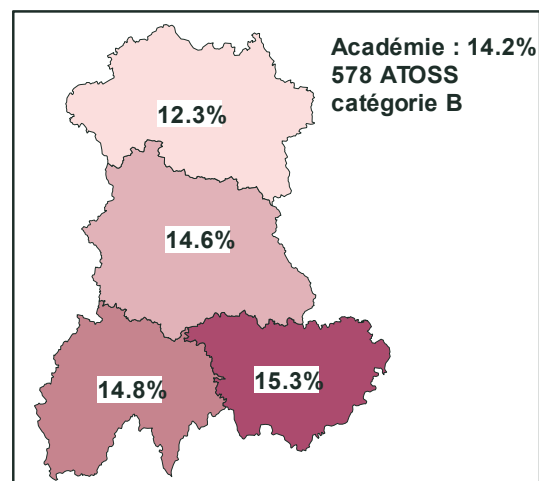 Académie : 14.2%
578 ATOSS
catégorie B
12.3%
14.6%
14.8%
15.3%